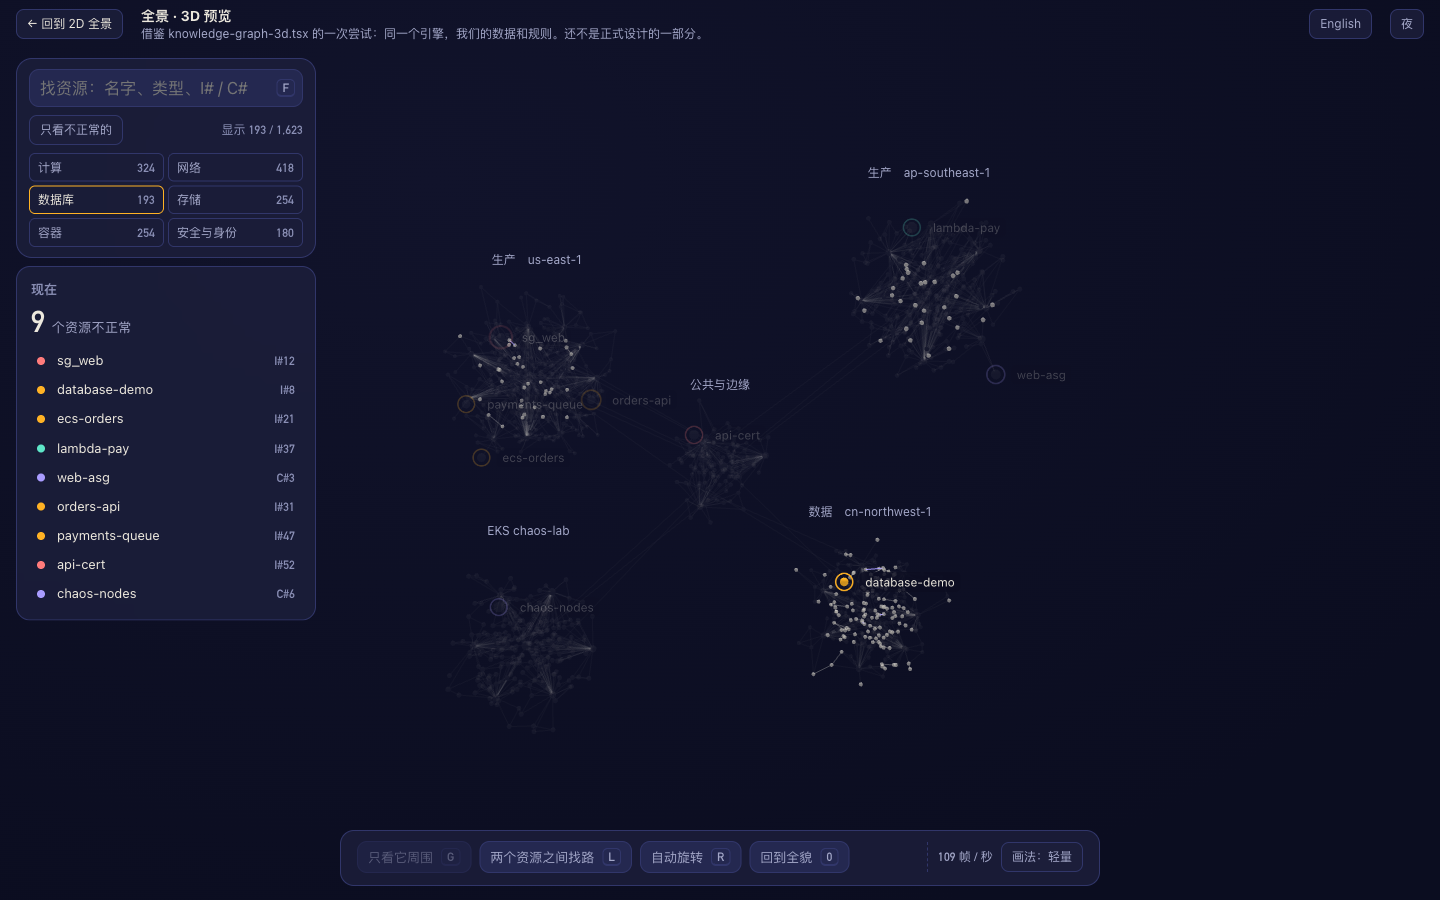 ← 回到 2D 全景
全景 · 3D 预览
借鉴 knowledge-graph-3d.tsx 的一次尝试：同一个引擎，我们的数据和规则。还不是正式设计的一部分。
English
夜
找资源：名字、类型、I# / C#
F
只看不正常的
显示 193 / 1,623
计算 324
网络 418
数据库 193
存储 254
容器 254
安全与身份 180
现在
9 个资源不正常
sg_web I#12
database-demo I#8
ecs-orders I#21
lambda-pay I#37
web-asg C#3
orders-api I#31
payments-queue I#47
api-cert I#52
chaos-nodes C#6
生产 ap-southeast-1
lambda-pay
生产 us-east-1
sg_web
web-asg
公共与边缘
payments-queue
orders-api
api-cert
ecs-orders
数据 cn-northwest-1
EKS chaos-lab
database-demo
chaos-nodes
只看它周围 G
两个资源之间找路 L
自动旋转 R
回到全貌 0
109 帧 / 秒
画法：轻量